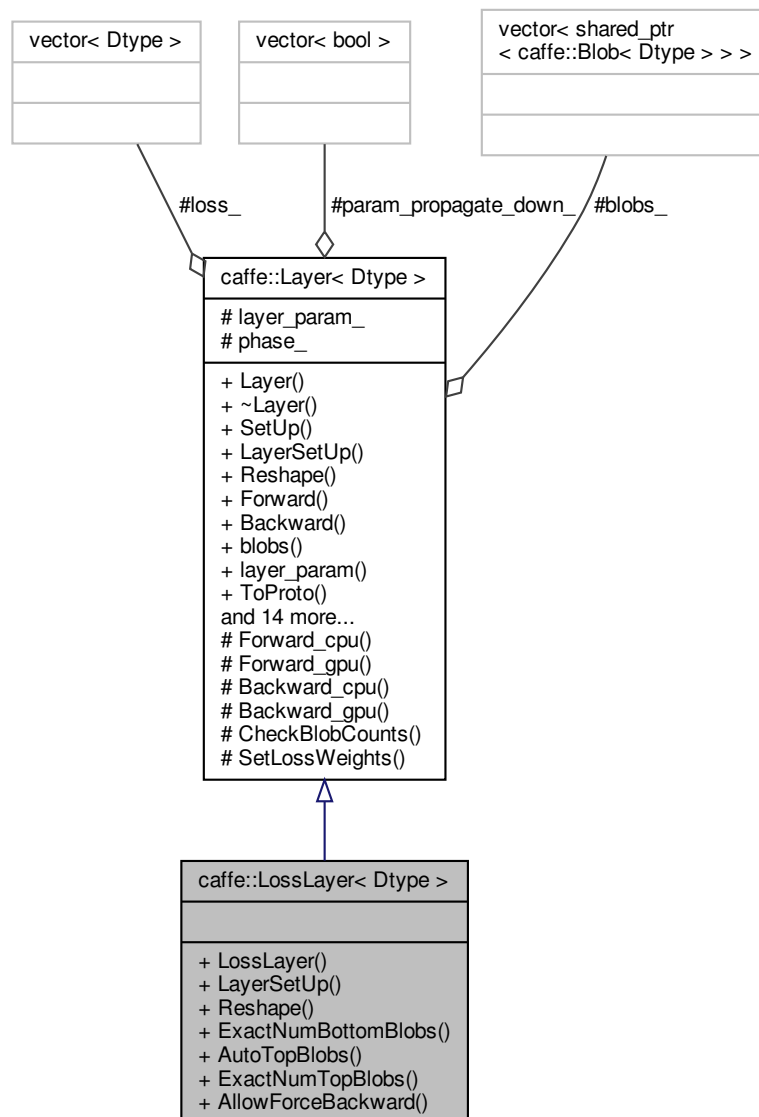 vector< Dtype >
vector< bool >
vector< shared_ptr
< caffe::Blob< Dtype > > >
#loss_
#param_propagate_down_
#blobs_
caffe::Layer< Dtype >
# layer_param_
# phase_
+ Layer()
+ ~Layer()
+ SetUp()
+ LayerSetUp()
+ Reshape()
+ Forward()
+ Backward()
+ blobs()
+ layer_param()
+ ToProto()
and 14 more...
# Forward_cpu()
# Forward_gpu()
# Backward_cpu()
# Backward_gpu()
# CheckBlobCounts()
# SetLossWeights()
caffe::LossLayer< Dtype >
+ LossLayer()
+ LayerSetUp()
+ Reshape()
+ ExactNumBottomBlobs()
+ AutoTopBlobs()
+ ExactNumTopBlobs()
+ AllowForceBackward()